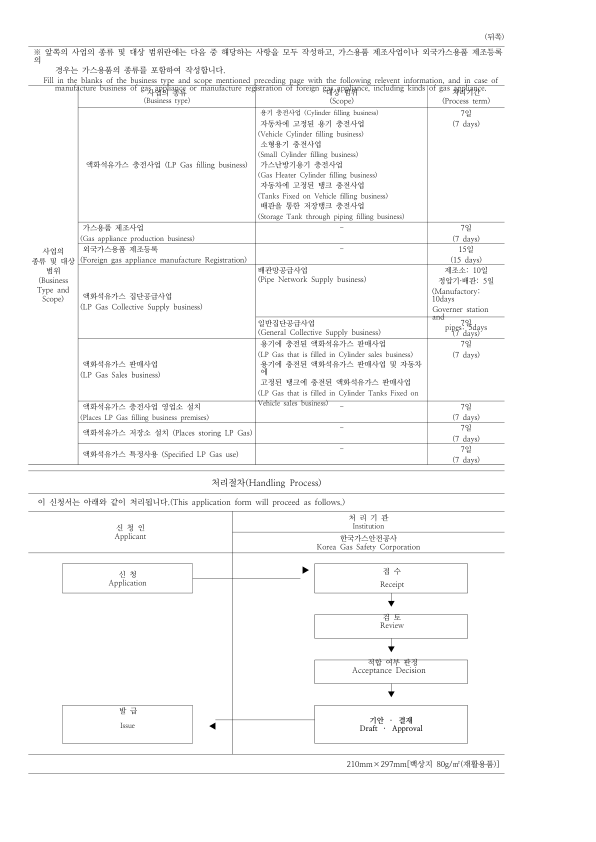 (뒤쪽)
※ 앞쪽의 사업의 종류 및 대상 범위란에는 다음 중 해당하는 사항을 모두 작성하고, 가스용품 제조사업이나 외국가스용품 제조등록
의
경우는 가스용품의 종류를 포함하여 작성합니다.
Fill in the blanks of the business type and scope mentioned preceding page with the following relevent information, and in case of
manufacture business of gas appliance or manufacture registration of foreign gas appliance, including kinds of gas appliance.
사업의 종류
(Business type)
대상 범위
(Scope)
처리기간
(Process term)
사업의
종류 및 대상
범위
(Business
Type and
Scope)
액화석유가스 충전사업 (LP Gas filling business)
용기 충전사업 (Cylinder filling business)
자동차에 고정된 용기 충전사업
(Vehicle Cylinder filling business)
소형용기 충전사업
(Small Cylinder filling business)
가스난방기용기 충전사업
(Gas Heater Cylinder filling business)
자동차에 고정된 탱크 충전사업
(Tanks Fixed on Vehicle filling business)
배관을 통한 저장탱크 충전사업
(Storage Tank through piping filling business)
7일
(7 days)
가스용품 제조사업
(Gas appliance production business)
-
7일
(7 days)
외국가스용품 제조등록
(Foreign gas appliance manufacture Registration)
-
15일
(15 days)
액화석유가스 집단공급사업
(LP Gas Collective Supply business)
배관망공급사업
(Pipe Network Supply business)
제조소: 10일
정압기·배관: 5일
(Manufactory:
10days
Governer station
and
pipes: 5days
일반집단공급사업
(General Collective Supply business)
7일
(7 days)
액화석유가스 판매사업
(LP Gas Sales business)
용기에 충전된 액화석유가스 판매사업
(LP Gas that is filled in Cylinder sales business)
용기에 충전된 액화석유가스 판매사업 및 자동차
에
고정된 탱크에 충전된 액화석유가스 판매사업
(LP Gas that is filled in Cylinder Tanks Fixed on
Vehicle sales business)
7일
(7 days)
액화석유가스 충전사업 영업소 설치
(Places LP Gas filling business premises)
-
7일
(7 days)
액화석유가스 저장소 설치 (Places storing LP Gas)
-
7일
(7 days)
액화석유가스 특정사용 (Specified LP Gas use)
-
7일
(7 days)
처리절차(Handling Process)
이 신청서는 아래와 같이 처리됩니다.(This application form will proceed as follows.)
신 청 인
Applicant
처 리 기 관
Institution
한국가스안전공사
Korea Gas Safety Corporation
신 청
Application
접 수
Receipt
검 토
Review
적합 여부 판정
Acceptance Decision
발 급
Issue
기안 · 결재
Draft · Approval
210mm×297mm[백상지 80g/㎡(재활용품)]